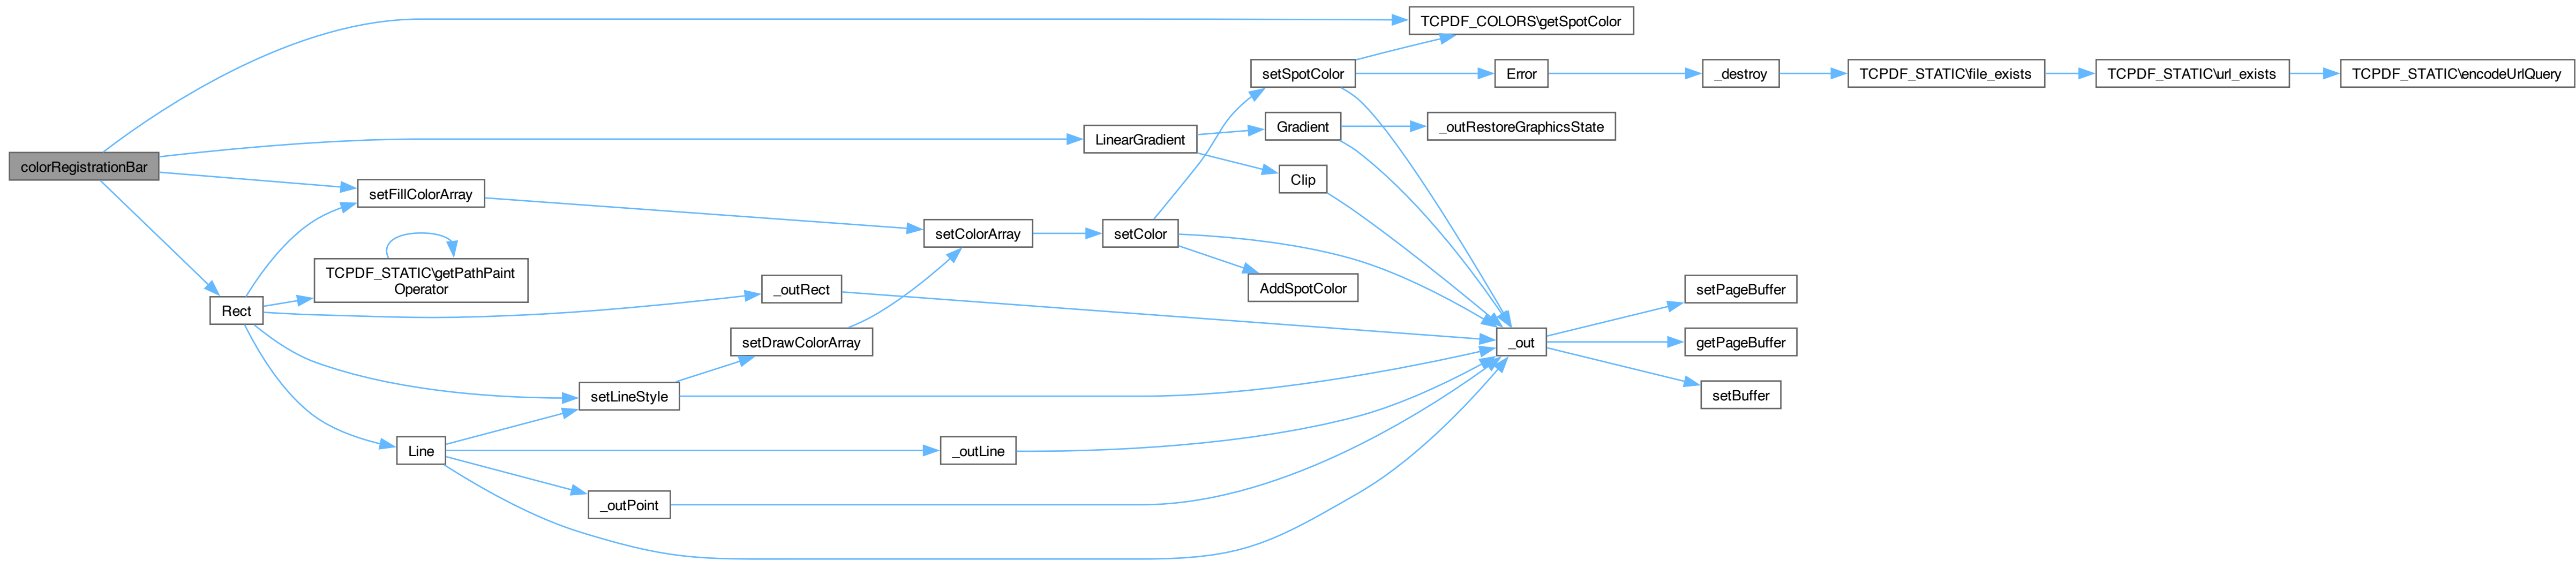 colorRegistrationBar
TCPDF_COLORS\getSpotColor
setSpotColor
Error
_destroy
TCPDF_STATIC\file_exists
TCPDF_STATIC\url_exists
TCPDF_STATIC\encodeUrlQuery
LinearGradient
Gradient
_outRestoreGraphicsState
Clip
setFillColorArray
setColorArray
setColor
AddSpotColor
TCPDF_STATIC\getPathPaint
Operator
Rect
_outRect
setDrawColorArray
setLineStyle
_out
setPageBuffer
getPageBuffer
setBuffer
Line
_outLine
_outPoint